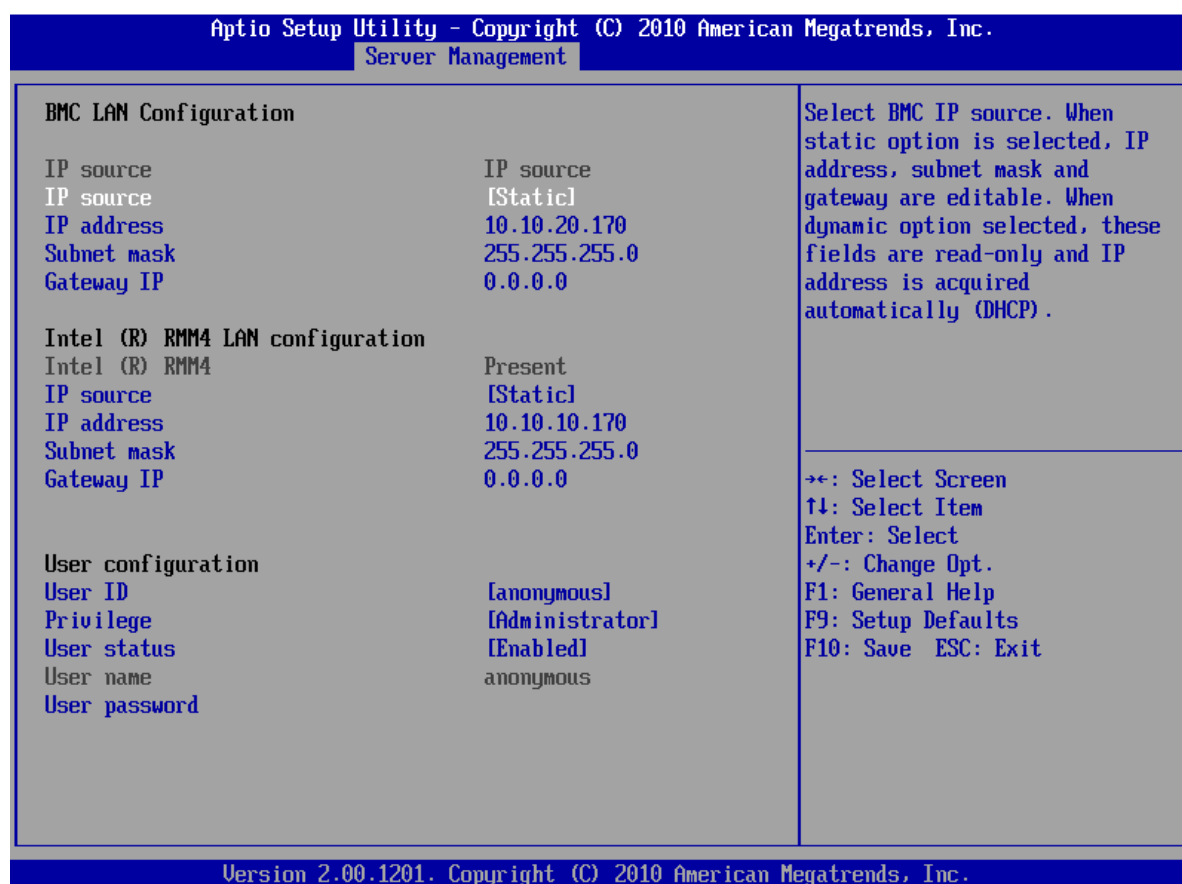 Aptio Setup Utility - Copyright (C) 2010 American Megatrends, Inc.
Server Management
BMC LAN Configuration
IP source IP source
IP source [Static]
IP address 10.10.20.170
Subnet mask 255.255.255.0
Gateway IP 0.0.0.0
Intel (R) RMM4 LAN configuration
Intel (R) RMM4 Present
IP source [Static]
IP address 10.10.10.170
Subnet mask 255.255.255.0
Gateway IP 0.0.0.0
User configuration
User ID [anonymous]
Privilege [Administrator]
User status [Enabled]
User name anonymous
User password
Select BMC IP source. When
static option is selected, IP
address, subnet mask and
gateway are editable. When
dynamic option selected, these
fields are read-only and IP
address is acquired
automatically (DHCP).
→←: Select Screen
↑↓: Select Item
Enter: Select
+/-: Change Opt.
F1: General Help
F9: Setup Defaults
F10: Save ESC: Exit
Version 2.00.1201. Copyright (C) 2010 American Megatrends, Inc.